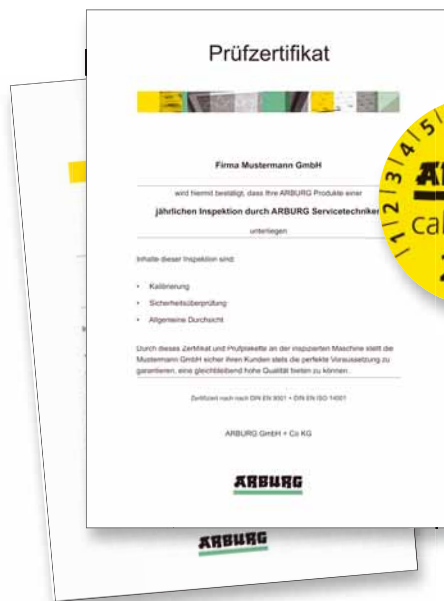 Prüfzertifikat
Firma Mustermann GmbH
wird hiermit bestätigt, dass Ihre ARBURG Produkte einer
jährlichen Inspektion durch ARBURG Servicetechniker
unterliegen
Inhalte dieser Inspektion sind:
• Kalibrierung
• Sicherheitsüberprüfung
• Allgemeine Durchsicht
Durch dieses Zertifikat und Prüfplakette an der inspizierten Maschine stellt die
Mustermann GmbH sicher ihren Kunden stets die perfekte Voraussetzung zu
garantieren, eine gleichbleibend hohe Qualität bieten zu können.
Zertifiziert nach nach DIN EN 9001 + DIN EN ISO 14001
ARBURG GmbH + Co KG
ARBURG
ARBURG
1 2 3 4 5
AR
cal
2